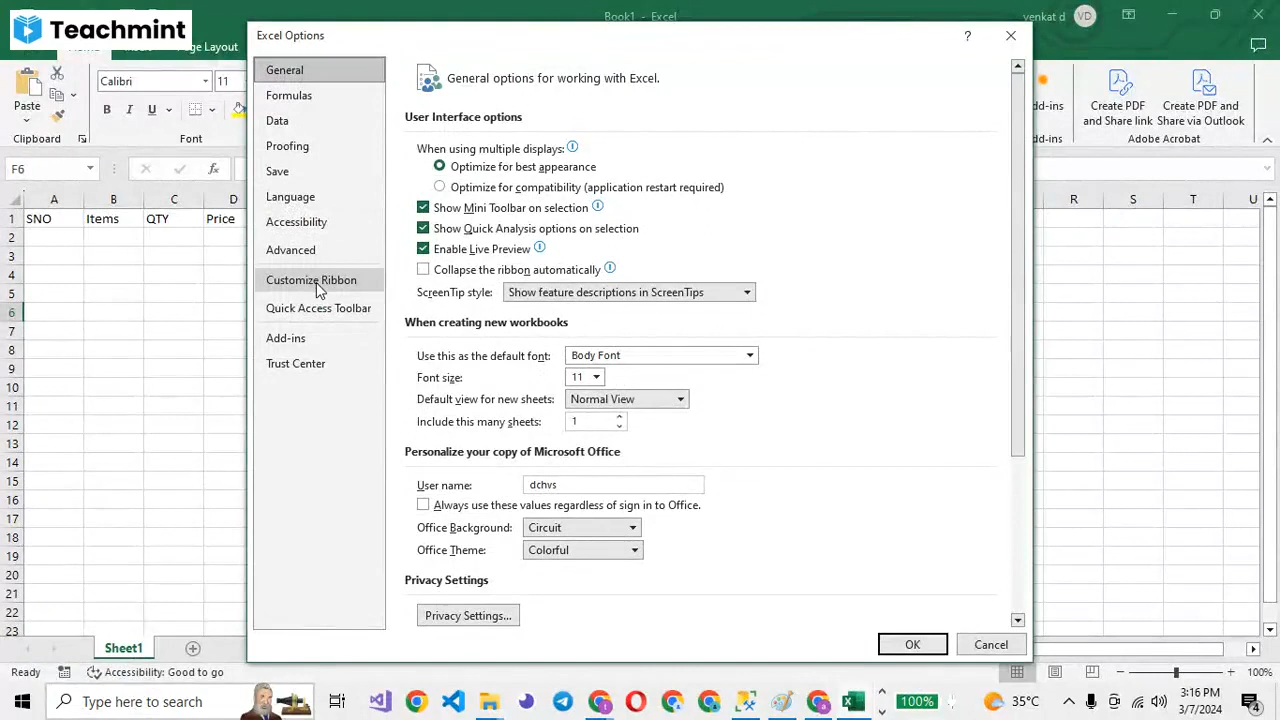 Teachmint
Book1 - Excel
venkat d
VD
Page Layout
Excel Options
General
Formulas
Data
Proofing
Save
Language
Accessibility
Advanced
Customize Ribbon
Quick Access Toolbar
Add-ins
Trust Center
General options for working with Excel.
User Interface options
When using multiple displays:
Optimize for best appearance
Optimize for compatibility (application restart required)
Show Mini Toolbar on selection
Show Quick Analysis options on selection
Enable Live Preview
Collapse the ribbon automatically
ScreenTip style: Show feature descriptions in ScreenTips
When creating new workbooks
Use this as the default font: Body Font
Font size: 11
Default view for new sheets: Normal View
Include this many sheets: 1
Personalize your copy of Microsoft Office
User name: dchvs
Always use these values regardless of sign in to Office.
Office Background: Circuit
Office Theme: Colorful
Privacy Settings
Privacy Settings...
OK Cancel
Paste
Calibri 11
B I U
Clipboard Font
Create PDF and
Create PDF and
Share via Outlook
Adobe Acrobat
F6
A B C D R T U
1 SNO Items QTY Price
2
3
4
5
6
7
8
9
10
11
12
13
14
15
16
17
18
19
20
21
22
23
Sheet1
Ready Accessibility: Good to go 100%
Type here to search
100%
35°C
3:16 PM
3/7/2024
4